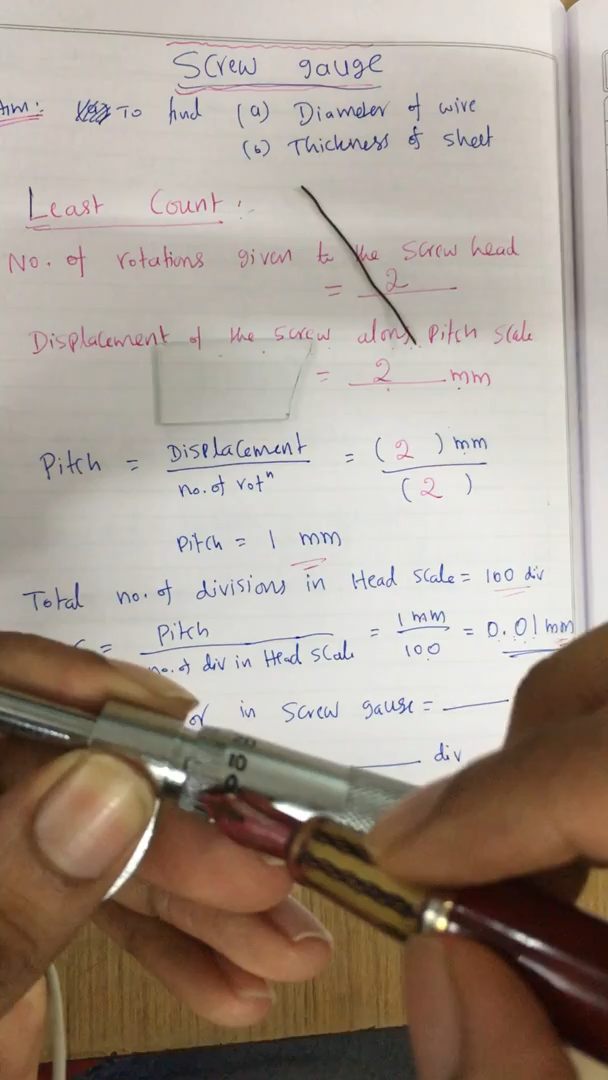 Screw gauge
Aim: To find (a) Diameter of wire
(b) Thickness of sheet
Least Count :-
No. of rotations given to the screw head
= 2
Displacement of the screw along pitch scale
= 2 mm
Pitch = Displacement / no. of rotⁿ = ( 2 ) mm / ( 2 )
Pitch = 1 mm
Total no. of divisions in Head scale = 100 div
= Pitch / no. of div in Head scale = 1 mm / 100 = 0.01 mm
in screw gauge =
div
10